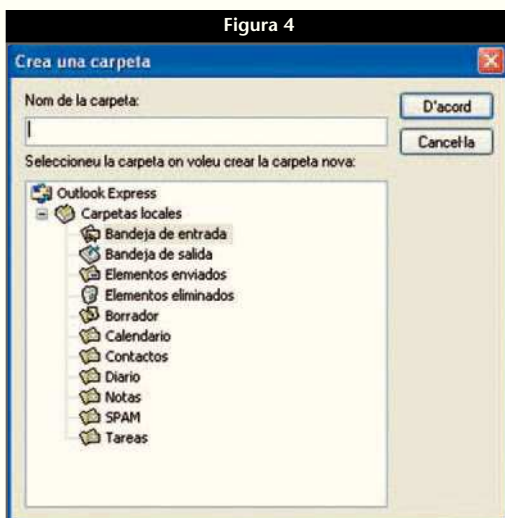 Figura 4
Crea una carpeta
Nom de la carpeta:
D'acord
Cancel·la
Seleccioneu la carpeta on voleu crear la carpeta nova:
Outlook Express
Carpetas locales
Bandeja de entrada
Bandeja de salida
Elementos enviados
Elementos eliminados
Borrador
Calendario
Contactos
Diario
Notas
SPAM
Tareas